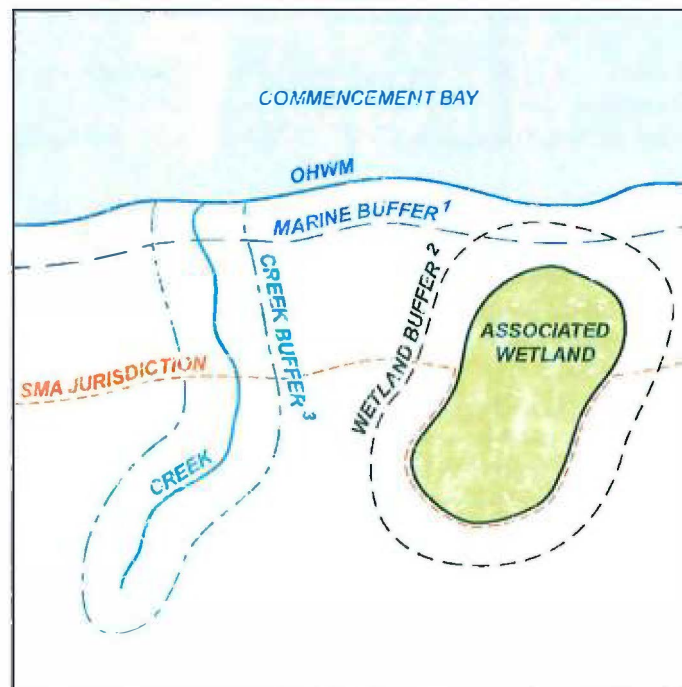 COMMENCEMENT BAY
OHWM
MARINE BUFFER 1
CREEK BUFFER 3
WETLAND BUFFER 2
ASSOCIATED
WETLAND
SMA JURISDICTION
CREEK